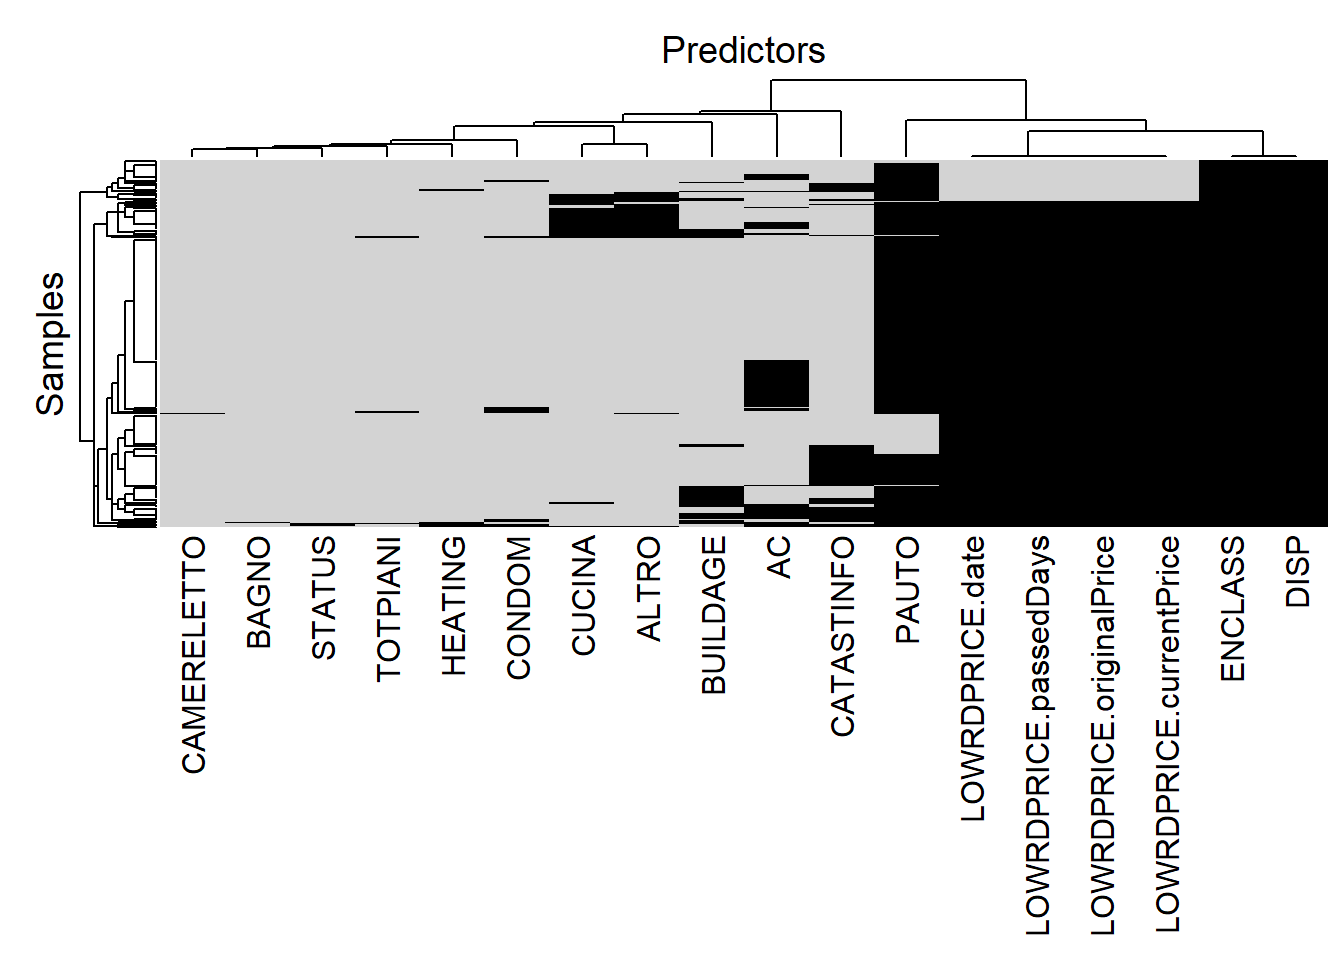 Predictors
Samples
CAMERELETTO
BAGNO
STATUS
TOTPIANI
HEATING
CONDOM
CUCINA
ALTRO
BUILDAGE
AC
CATASTINFO
PAUTO
LOWRDPRICE.date
LOWRDPRICE.passedDays
LOWRDPRICE.originalPrice
LOWRDPRICE.currentPrice
ENCLASS
DISP